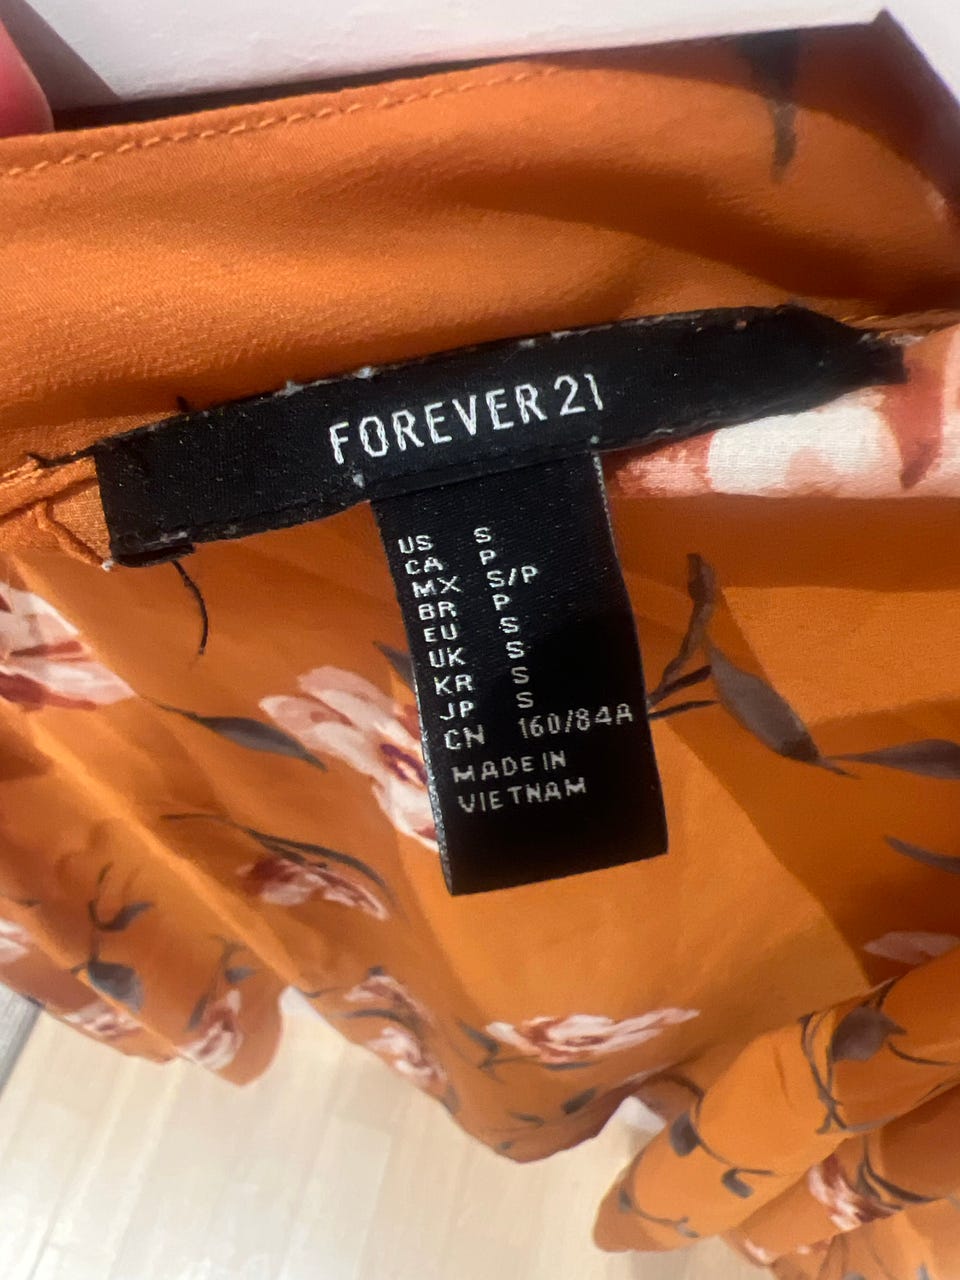 FOREVER 21
US S
CA P
MX S/P
BR P
EU S
UK S
KR S
JP S
CN 160/84A
MADE IN
VIETNAM